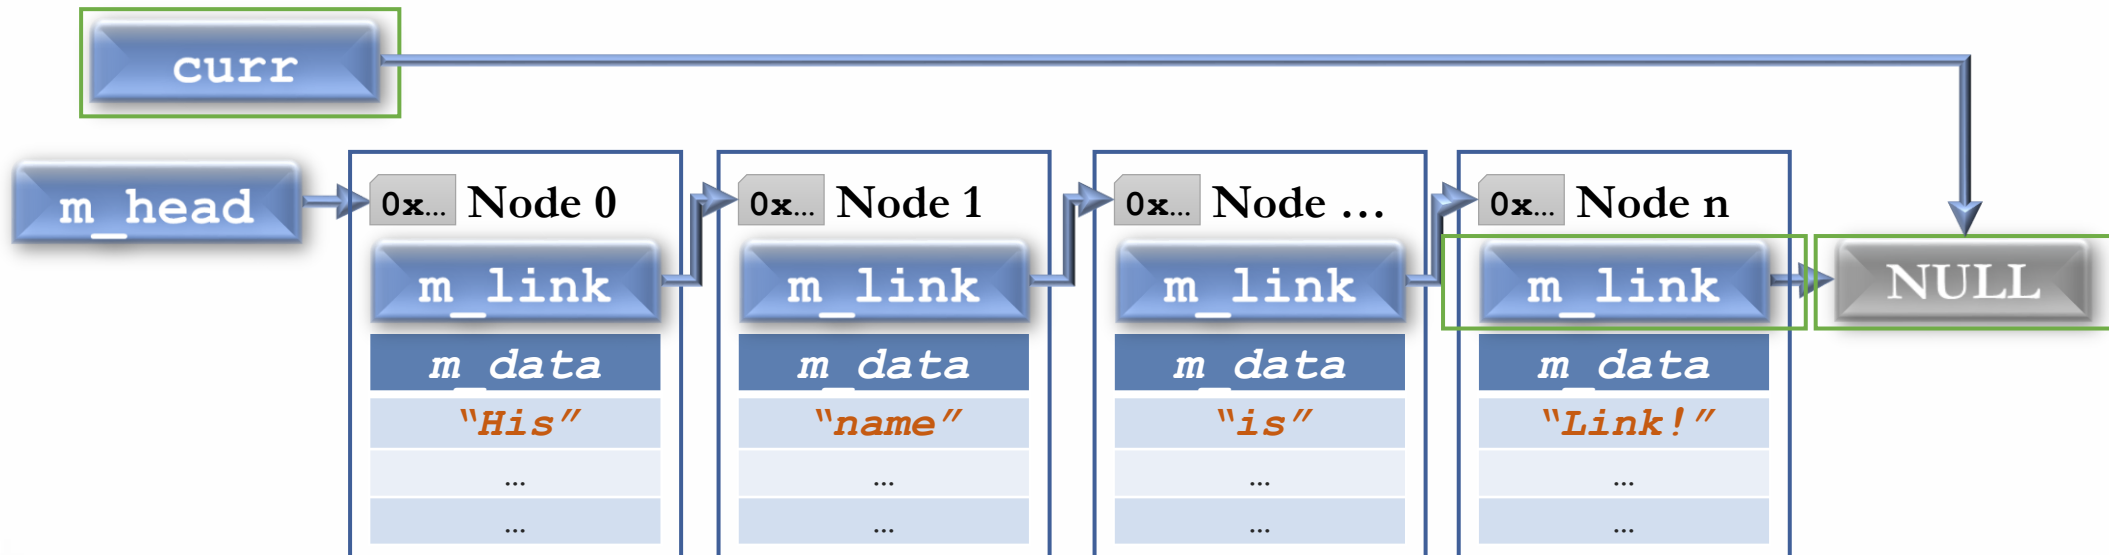 curr
m_head
0x... Node 0
0x... Node 1
0x... Node ...
0x... Node n
m_link
m_link
m_link
m_link
NULL
m_data
m_data
m_data
m_data
“His”
“name”
“is”
“Link!”
...
...
...
...
...
...
...
...